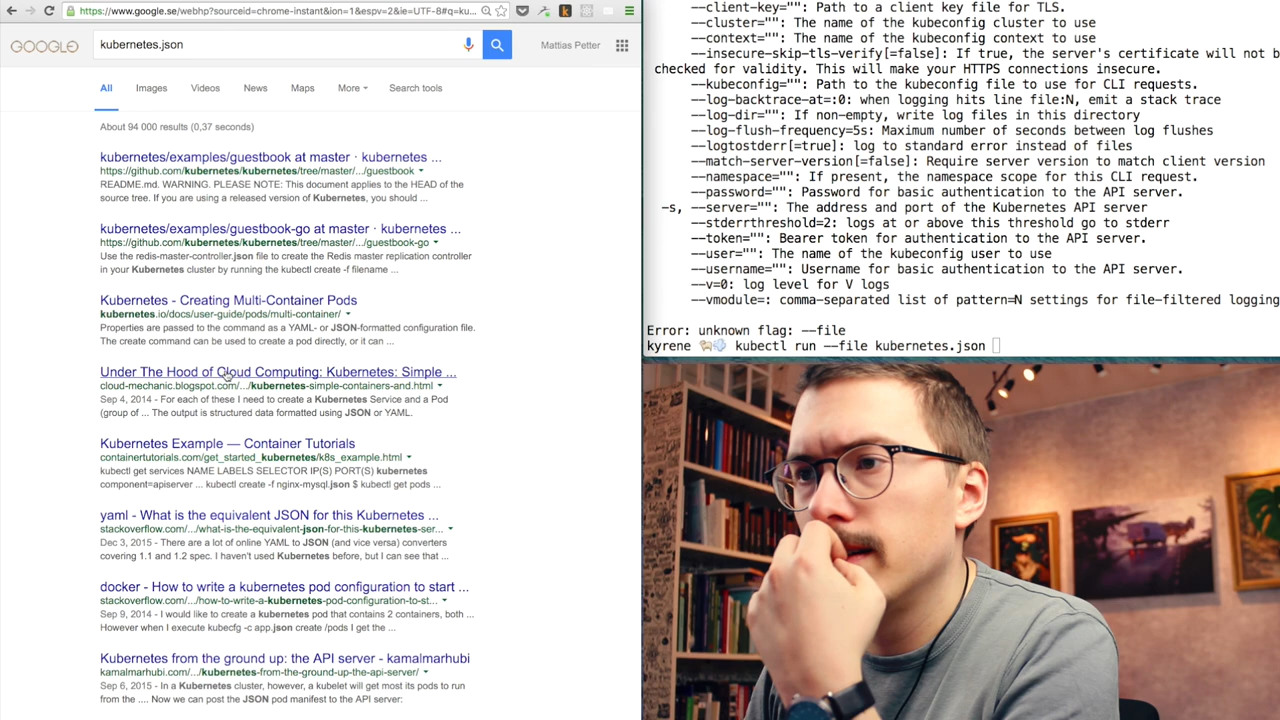 https://www.google.se/webhp?sourceid=chrome-instant&ion=1&espv=2&ie=UTF-8#q=ku...
GOOGLE
kubernetes.json
Mattias Petter
All Images Videos News Maps More Search tools
About 94 000 results (0,37 seconds)
kubernetes/examples/guestbook at master · kubernetes ...
https://github.com/kubernetes/kubernetes/tree/master/.../guestbook
README.md. WARNING. PLEASE NOTE: This document applies to the HEAD of the
source tree. If you are using a released version of Kubernetes, you should ...
kubernetes/examples/guestbook-go at master · kubernetes ...
https://github.com/kubernetes/kubernetes/tree/master/.../guestbook-go
Use the redis-master-controller.json file to create the Redis master replication controller
in your Kubernetes cluster by running the kubectl create -f filename ...
Kubernetes - Creating Multi-Container Pods
kubernetes.io/docs/user-guide/pods/multi-container/
Properties are passed to the command as a YAML- or JSON-formatted configuration file.
The create command can be used to create a pod directly, or it can ...
Under The Hood of Cloud Computing: Kubernetes: Simple ...
cloud-mechanic.blogspot.com/.../kubernetes-simple-containers-and.html
Sep 4, 2014 - For each of these I need to create a Kubernetes Service and a Pod
(group of ... The output is structured data formatted using JSON or YAML.
Kubernetes Example — Container Tutorials
containertutorials.com/get_started_kubernetes/k8s_example.html
kubectl get services NAME LABELS SELECTOR IP(S) PORT(S) kubernetes
component=apiserver ... kubectl create -f nginx-mysql.json $ kubectl get pods ...
yaml - What is the equivalent JSON for this Kubernetes ...
stackoverflow.com/.../what-is-the-equivalent-json-for-this-kubernetes-ser...
Dec 3, 2015 - There are a lot of online YAML to JSON (and vice versa) converters
covering 1.1 and 1.2 spec. I haven't used Kubernetes before, but I can see that ...
docker - How to write a kubernetes pod configuration to start ...
stackoverflow.com/.../how-to-write-a-kubernetes-pod-configuration-to-st...
Sep 9, 2014 - I would like to create a kubernetes pod that contains 2 containers, both ...
However when I execute kubecfg -c app.json create /pods I get the ...
Kubernetes from the ground up: the API server - kamalmarhubi
kamalmarhubi.com/.../kubernetes-from-the-ground-up-the-api-server/
Sep 6, 2015 - In a Kubernetes cluster, however, a kubelet will get most its pods to run
from the .... Now we can post the JSON pod manifest to the API server:
--client-key="": Path to a client key file for TLS.
--cluster="": The name of the kubeconfig cluster to use
--context="": The name of the kubeconfig context to use
--insecure-skip-tls-verify[=false]: If true, the server's certificate will not b
checked for validity. This will make your HTTPS connections insecure.
--kubeconfig="": Path to the kubeconfig file to use for CLI requests.
--log-backtrace-at=:0: when logging hits line file:N, emit a stack trace
--log-dir="": If non-empty, write log files in this directory
--log-flush-frequency=5s: Maximum number of seconds between log flushes
--logtostderr[=true]: log to standard error instead of files
--match-server-version[=false]: Require server version to match client version
--namespace="": If present, the namespace scope for this CLI request.
--password="": Password for basic authentication to the API server.
-s, --server="": The address and port of the Kubernetes API server
--stderrthreshold=2: logs at or above this threshold go to stderr
--token="": Bearer token for authentication to the API server.
--user="": The name of the kubeconfig user to use
--username="": Username for basic authentication to the API server.
--v=0: log level for V logs
--vmodule=: comma-separated list of pattern=N settings for file-filtered logging
Error: unknown flag: --file
kyrene 🐑💨 kubectl run --file kubernetes.json